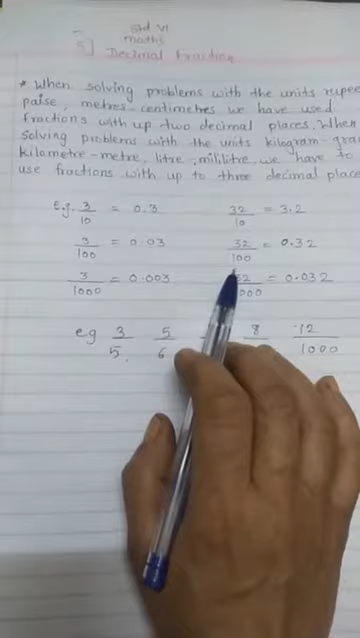 Std VI
maths
5] Decimal fraction
* When solving problems with the units rupee
paise, metres-centimetres we have used
fractions with up two decimal places. When
Solving problems with the units kilogram-gra
kilometre-metre, litre, mililitre, we have to
use fractions with up to three decimal place
e.g. 3/10 = 0.3 32/10 = 3.2
3/100 = 0.03 32/100 = 0.32
3/1000 = 0.003 = 0.032
eg 3/5, 5/6 8 12/1000